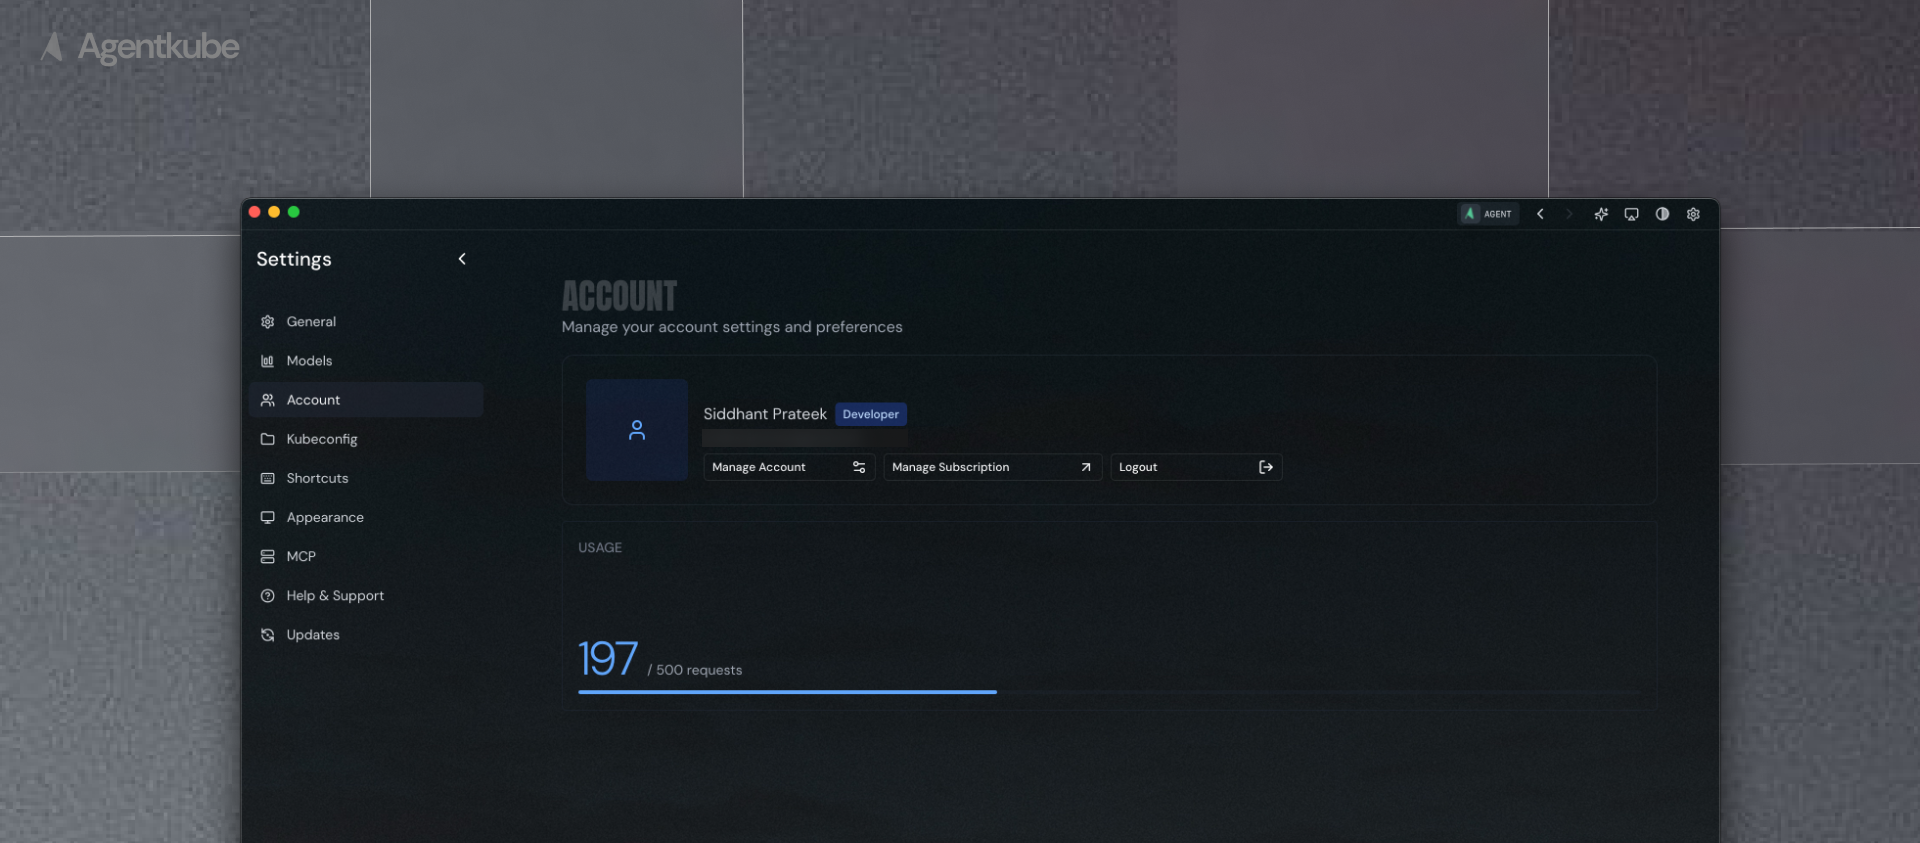 Agentkube
AGENT
Settings
General
Models
Account
Kubeconfig
Shortcuts
Appearance
MCP
Help & Support
Updates
ACCOUNT
Manage your account settings and preferences
Siddhant Prateek Developer
Manage Account Manage Subscription Logout
USAGE
197 / 500 requests